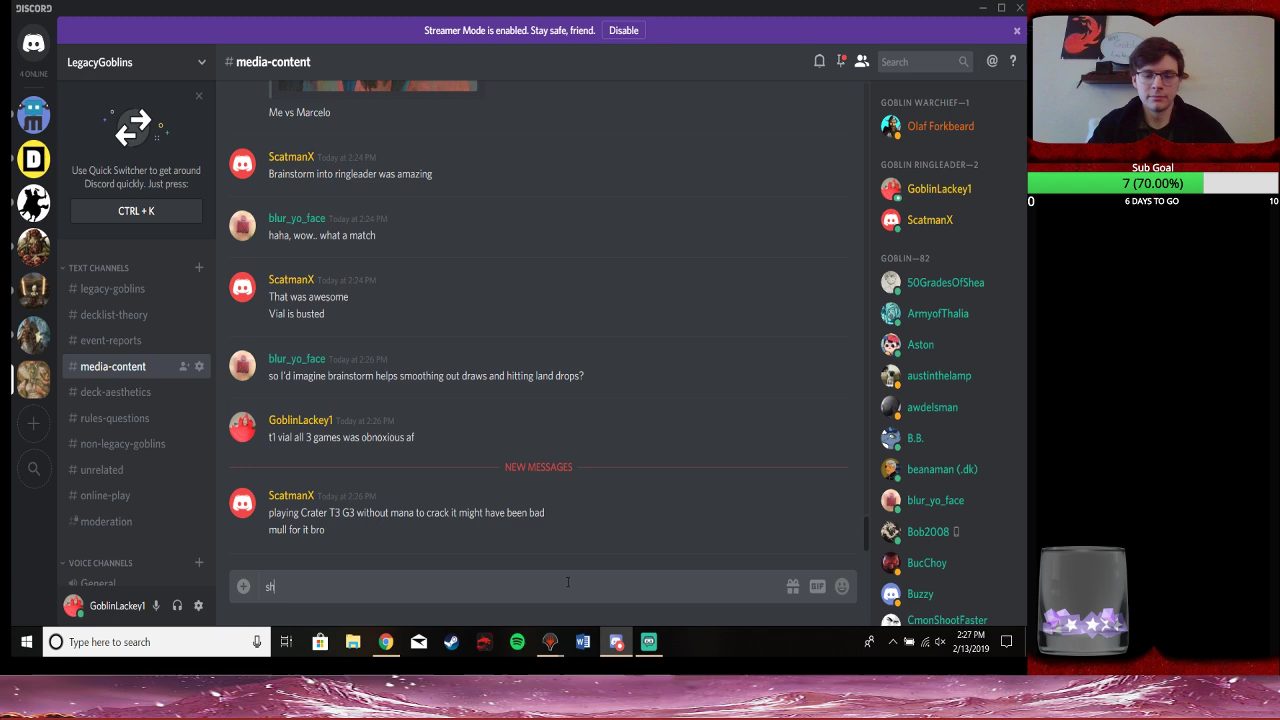 DISCORD
Streamer Mode is enabled. Stay safe, friend.
Disable
4 ONLINE
LegacyGoblins
# media-content
Search
Use Quick Switcher to get around
Discord quickly. Just press:
CTRL + K
TEXT CHANNELS
# legacy-goblins
# decklist-theory
# event-reports
# media-content
# deck-aesthetics
# rules-questions
# non-legacy-goblins
# unrelated
# online-play
moderation
VOICE CHANNELS
General
GoblinLackey1
Me vs Marcelo
ScatmanX Today at 2:24 PM
Brainstorm into ringleader was amazing
blur_yo_face Today at 2:24 PM
haha, wow.. what a match
ScatmanX Today at 2:24 PM
That was awesome
Vial is busted
blur_yo_face Today at 2:26 PM
so I'd imagine brainstorm helps smoothing out draws and hitting land drops?
GoblinLackey1 Today at 2:26 PM
t1 vial all 3 games was obnoxious af
NEW MESSAGES
ScatmanX Today at 2:26 PM
playing Crater T3 G3 without mana to crack it might have been bad
mull for it bro
sh
GIF
GOBLIN WARCHIEF—1
Olaf Forkbeard
GOBLIN RINGLEADER—2
GoblinLackey1
ScatmanX
GOBLIN—82
50GradesOfShea
ArmyofThalia
Aston
austinthelamp
awdelsman
B.B.
beanaman (.dk)
blur_yo_face
Bob2008
BucChoy
Buzzy
CmonShootFaster
Type here to search
2:27 PM
2/13/2019
Sub Goal
7 (70.00%)
0
6 DAYS TO GO
10